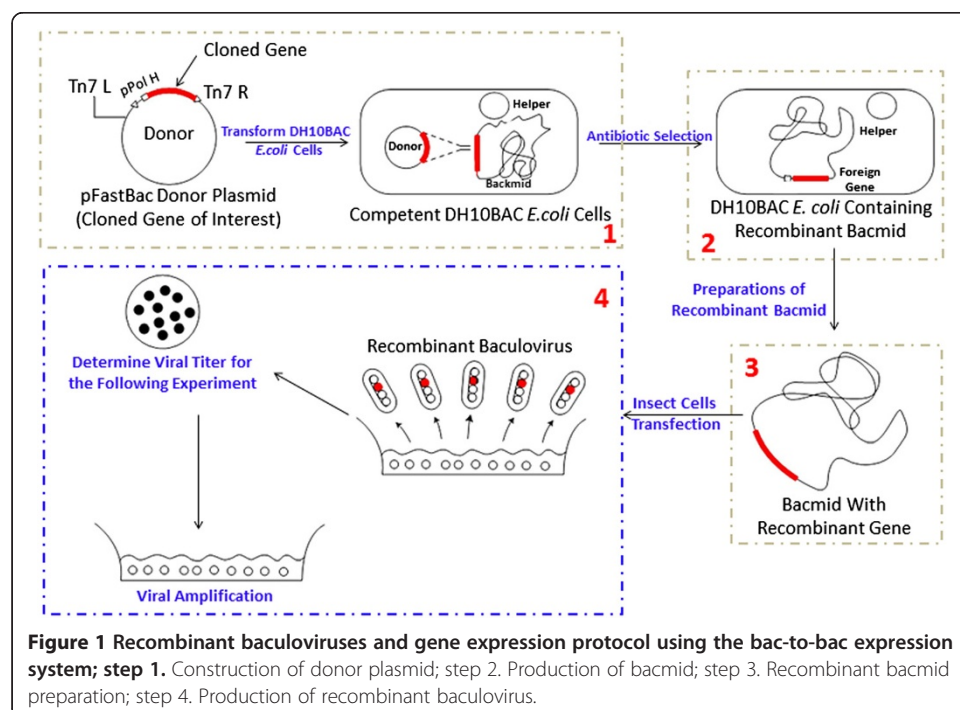 Cloned Gene
Tn7 L
pPol H
Tn7 R
Donor
pFastBac Donor Plasmid
(Cloned Gene of Interest)
Transform DH10BAC
E.coli Cells
Helper
Donor
Backmid
Competent DH10BAC E.coli Cells
1
Antibiotic Selection
Helper
Foreign
Gene
DH10BAC E. coli Containing
Recombinant Bacmid
2
Preparations of
Recombinant Bacmid
3
Bacmid With
Recombinant Gene
Insect Cells
Transfection
4
Recombinant Baculovirus
Determine Viral Titer for
the Following Experiment
Viral Amplification
Figure 1 Recombinant baculoviruses and gene expression protocol using the bac-to-bac expression
system; step 1. Construction of donor plasmid; step 2. Production of bacmid; step 3. Recombinant bacmid
preparation; step 4. Production of recombinant baculovirus.